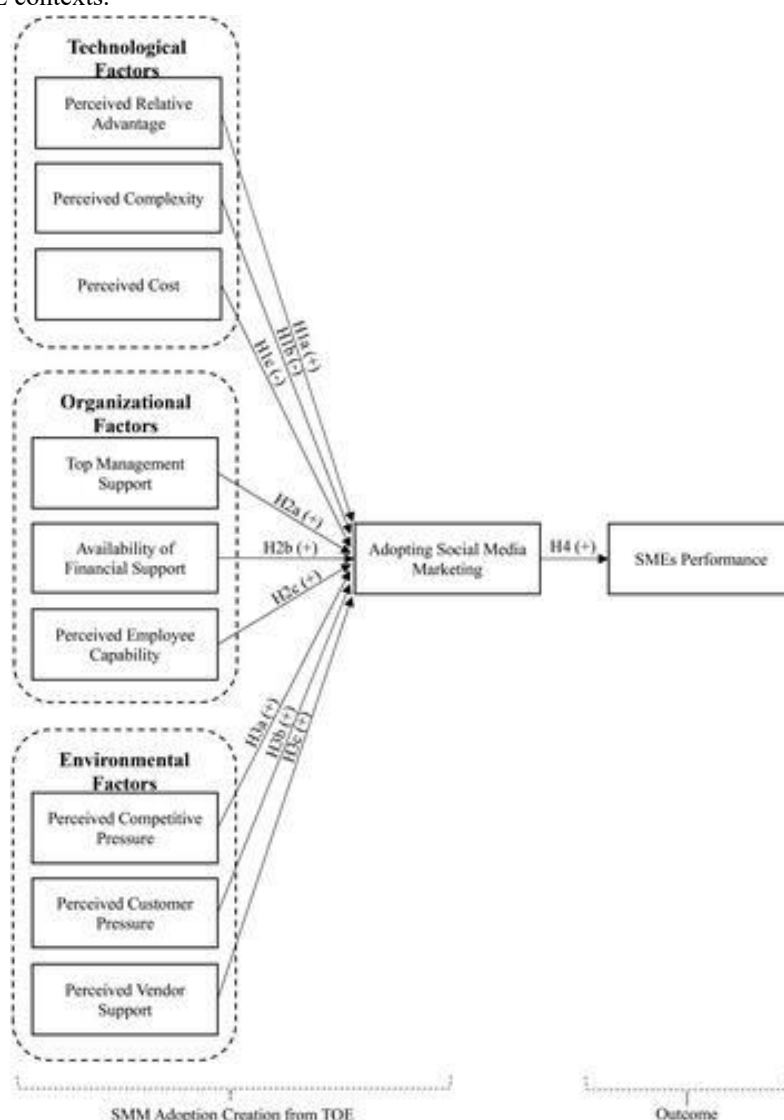 Technological
Factors
Perceived Relative
Advantage
Perceived Complexity
Perceived Cost
H1a (+)
H1b (-)
H1c (-)
Organizational
Factors
Top Management
Support
Availability of
Financial Support
Perceived Employee
Capability
H2a (+)
H2b (+)
H2c (+)
Adopting Social Media
Marketing
H4 (+)
SMEs Performance
Environmental
Factors
Perceived Competitive
Pressure
Perceived Customer
Pressure
Perceived Vendor
Support
H3a (+)
H3b (+)
H3c (+)
SMM Adoption Creation from TOE
Outcome